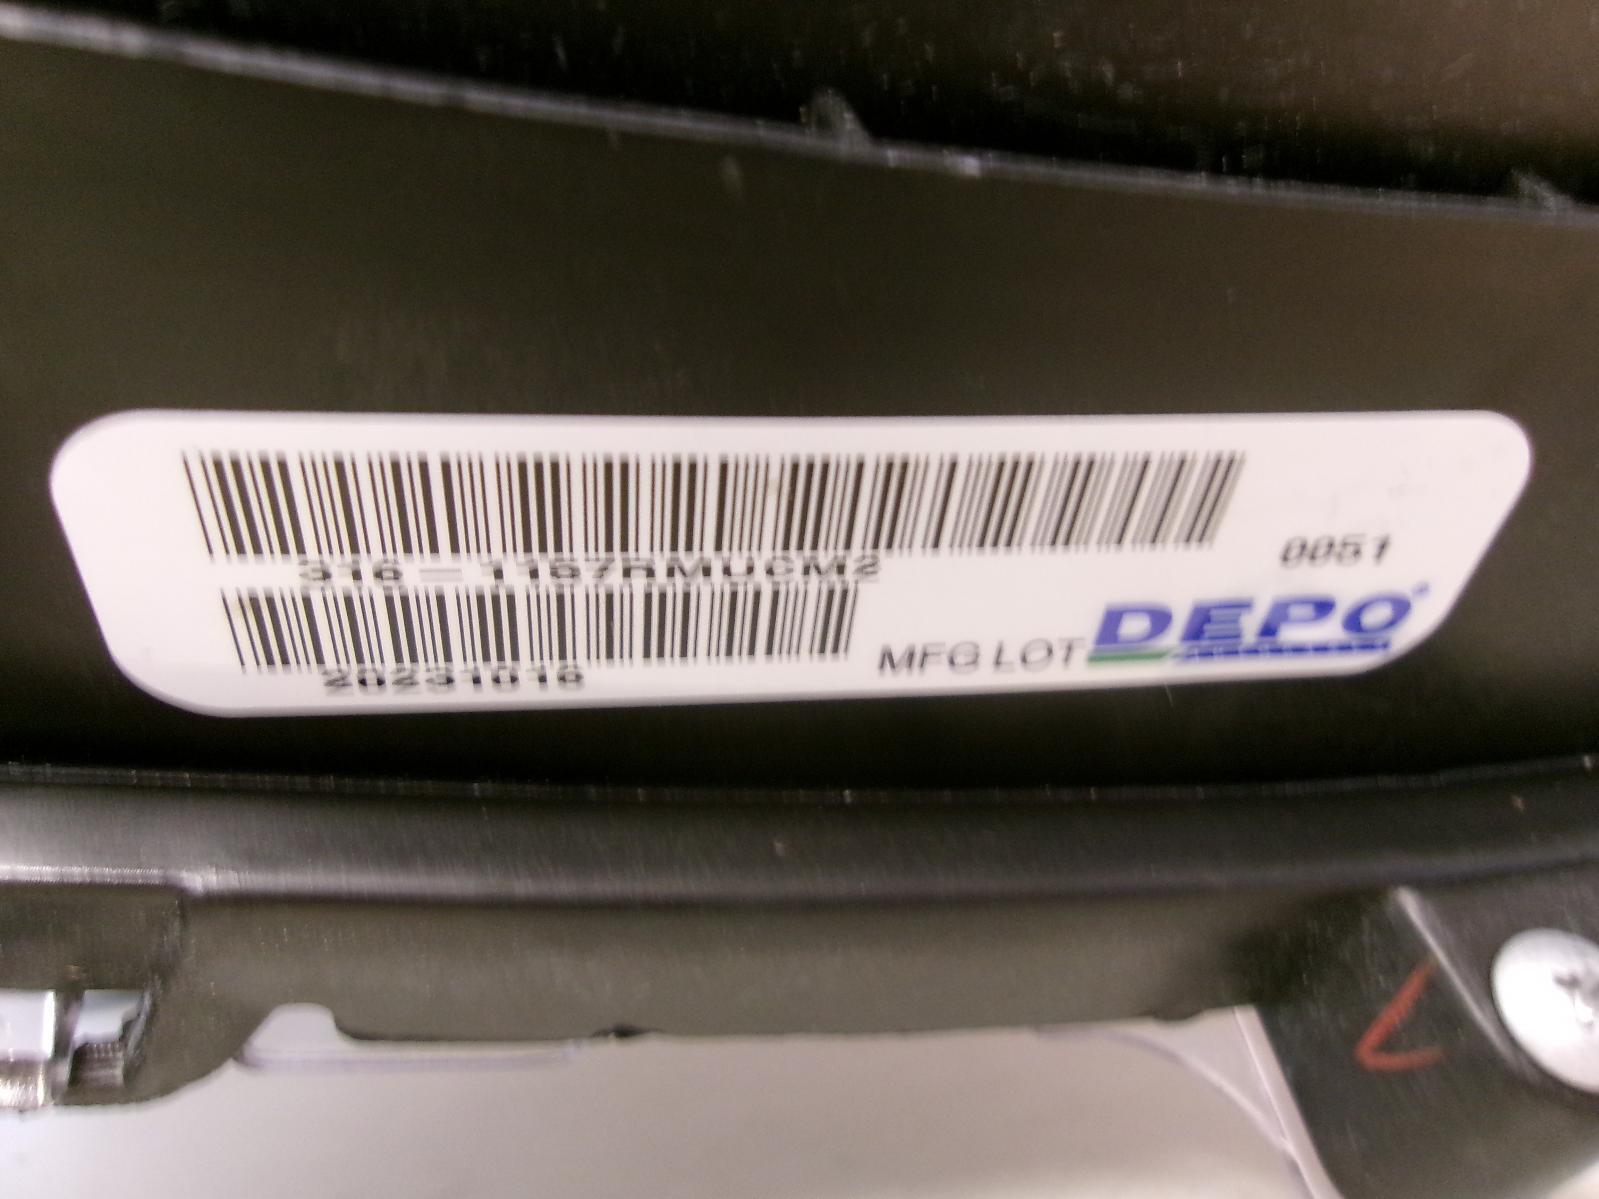 316-1157RMUCM2
0051
20231016
MFG LOT DEPO